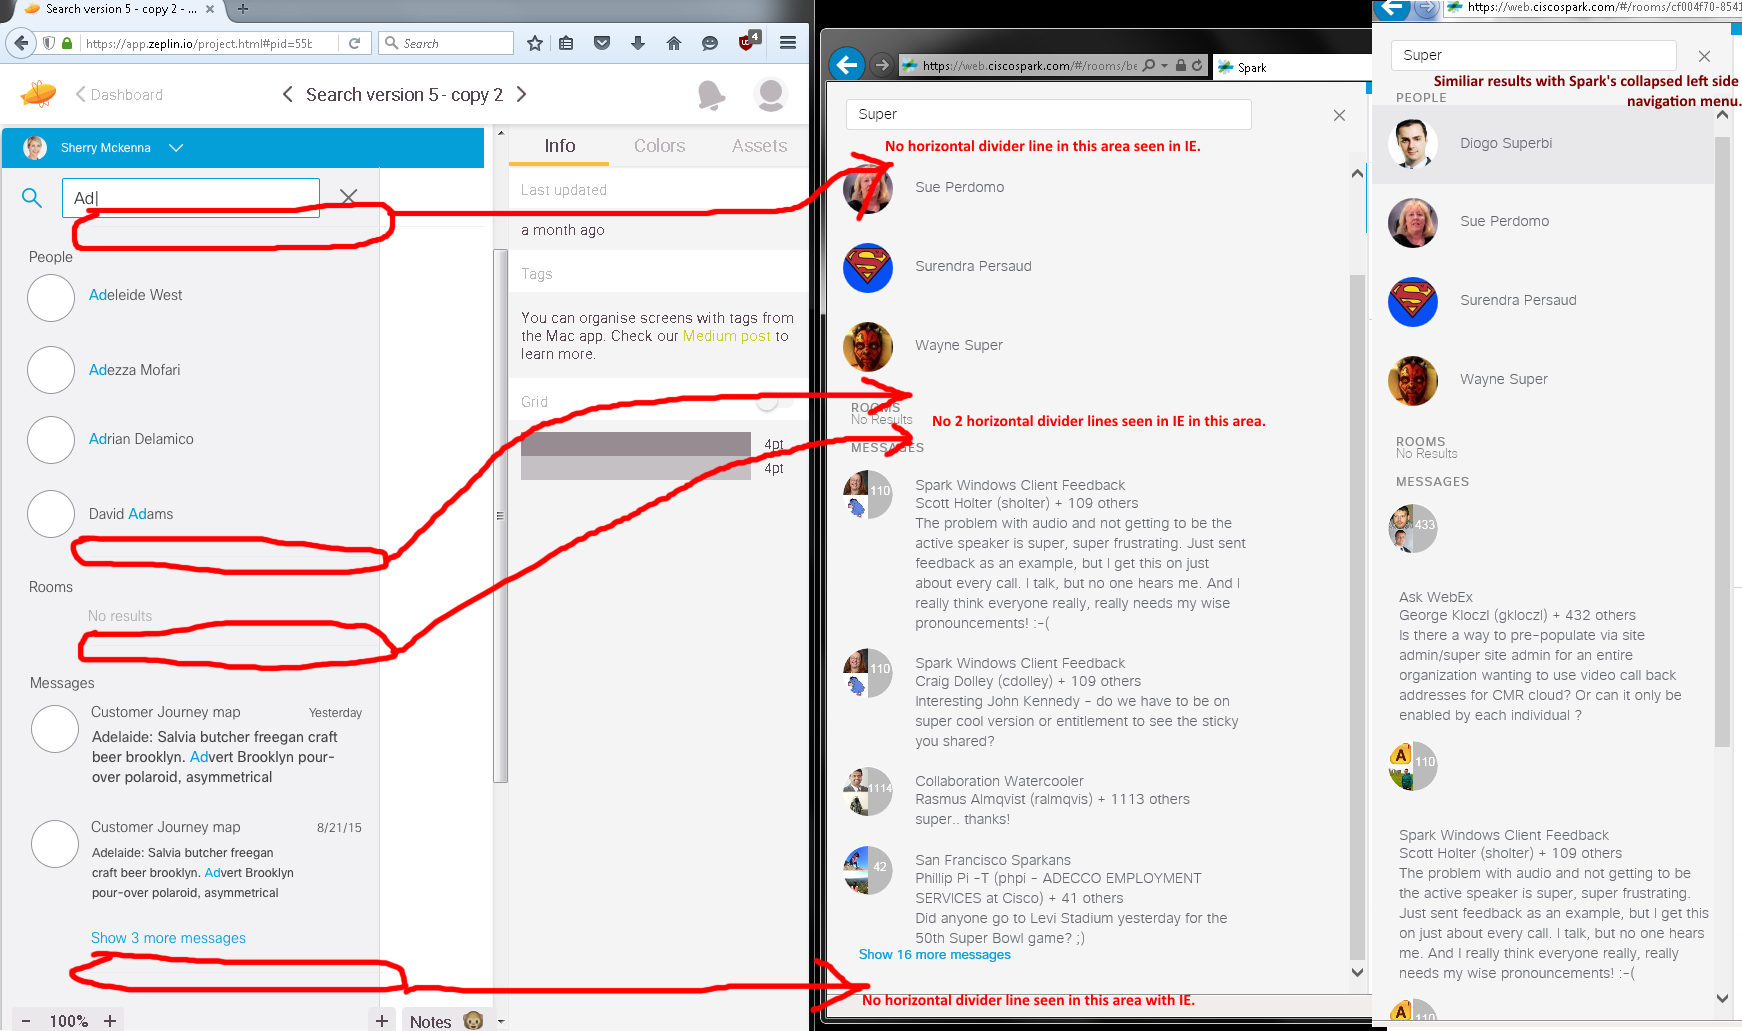 Search version 5 - copy 2 - ...
https://app.zeplin.io/project.html#pid=55b
Search
4
Dashboard
Search version 5 - copy 2
Sherry Mckenna
Ad
People
Adeleide West
Adezza Mofari
Adrian Delamico
David Adams
Rooms
No results
Messages
Customer Journey map
Yesterday
Adelaide: Salvia butcher freegan craft
beer brooklyn. Advert Brooklyn pour-
over polaroid, asymmetrical
Customer Journey map
8/21/15
Adelaide: Salvia butcher freegan
craft beer brooklyn. Advert Brooklyn
pour-over polaroid, asymmetrical
Show 3 more messages
100%
Notes
Info
Colors
Assets
Last updated
a month ago
Tags
You can organise screens with tags from
the Mac app. Check our Medium post to
learn more.
Grid
4pt
4pt
https://web.ciscospark.com/#/rooms/be
Spark
Super
No horizontal divider line in this area seen in IE.
Sue Perdomo
Surendra Persaud
Wayne Super
ROOMS
No Results
No 2 horizontal divider lines seen in IE in this area.
MESSAGES
110
Spark Windows Client Feedback
Scott Holter (sholter) + 109 others
The problem with audio and not getting to be the
active speaker is super, super frustrating. Just sent
feedback as an example, but I get this on just
about every call. I talk, but no one hears me. And I
really think everyone really, really needs my wise
pronouncements! :-(
110
Spark Windows Client Feedback
Craig Dolley (cdolley) + 109 others
Interesting John Kennedy - do we have to be on
super cool version or entitlement to see the sticky
you shared?
1114
Collaboration Watercooler
Rasmus Almqvist (ralmqvis) + 1113 others
super.. thanks!
42
San Francisco Sparkans
Phillip Pi -T (phpi - ADECCO EMPLOYMENT
SERVICES at Cisco) + 41 others
Did anyone go to Levi Stadium yesterday for the
50th Super Bowl game? ;)
Show 16 more messages
No horizontal divider line seen in this area with IE.
https://web.ciscospark.com/#/rooms/cf004f70-8541
Super
Similiar results with Spark's collapsed left side
navigation menu.
PEOPLE
Diogo Superbi
Sue Perdomo
Surendra Persaud
Wayne Super
ROOMS
No Results
MESSAGES
433
Ask WebEx
George Kloczl (gkloczl) + 432 others
Is there a way to pre-populate via site
admin/super site admin for an entire
organization wanting to use video call back
addresses for CMR cloud? Or can it only be
enabled by each individual ?
A
110
Spark Windows Client Feedback
Scott Holter (sholter) + 109 others
The problem with audio and not getting to be
the active speaker is super, super frustrating.
Just sent feedback as an example, but I get this
on just about every call. I talk, but no one hears
me. And I really think everyone really, really
needs my wise pronouncements! :-(
A
110